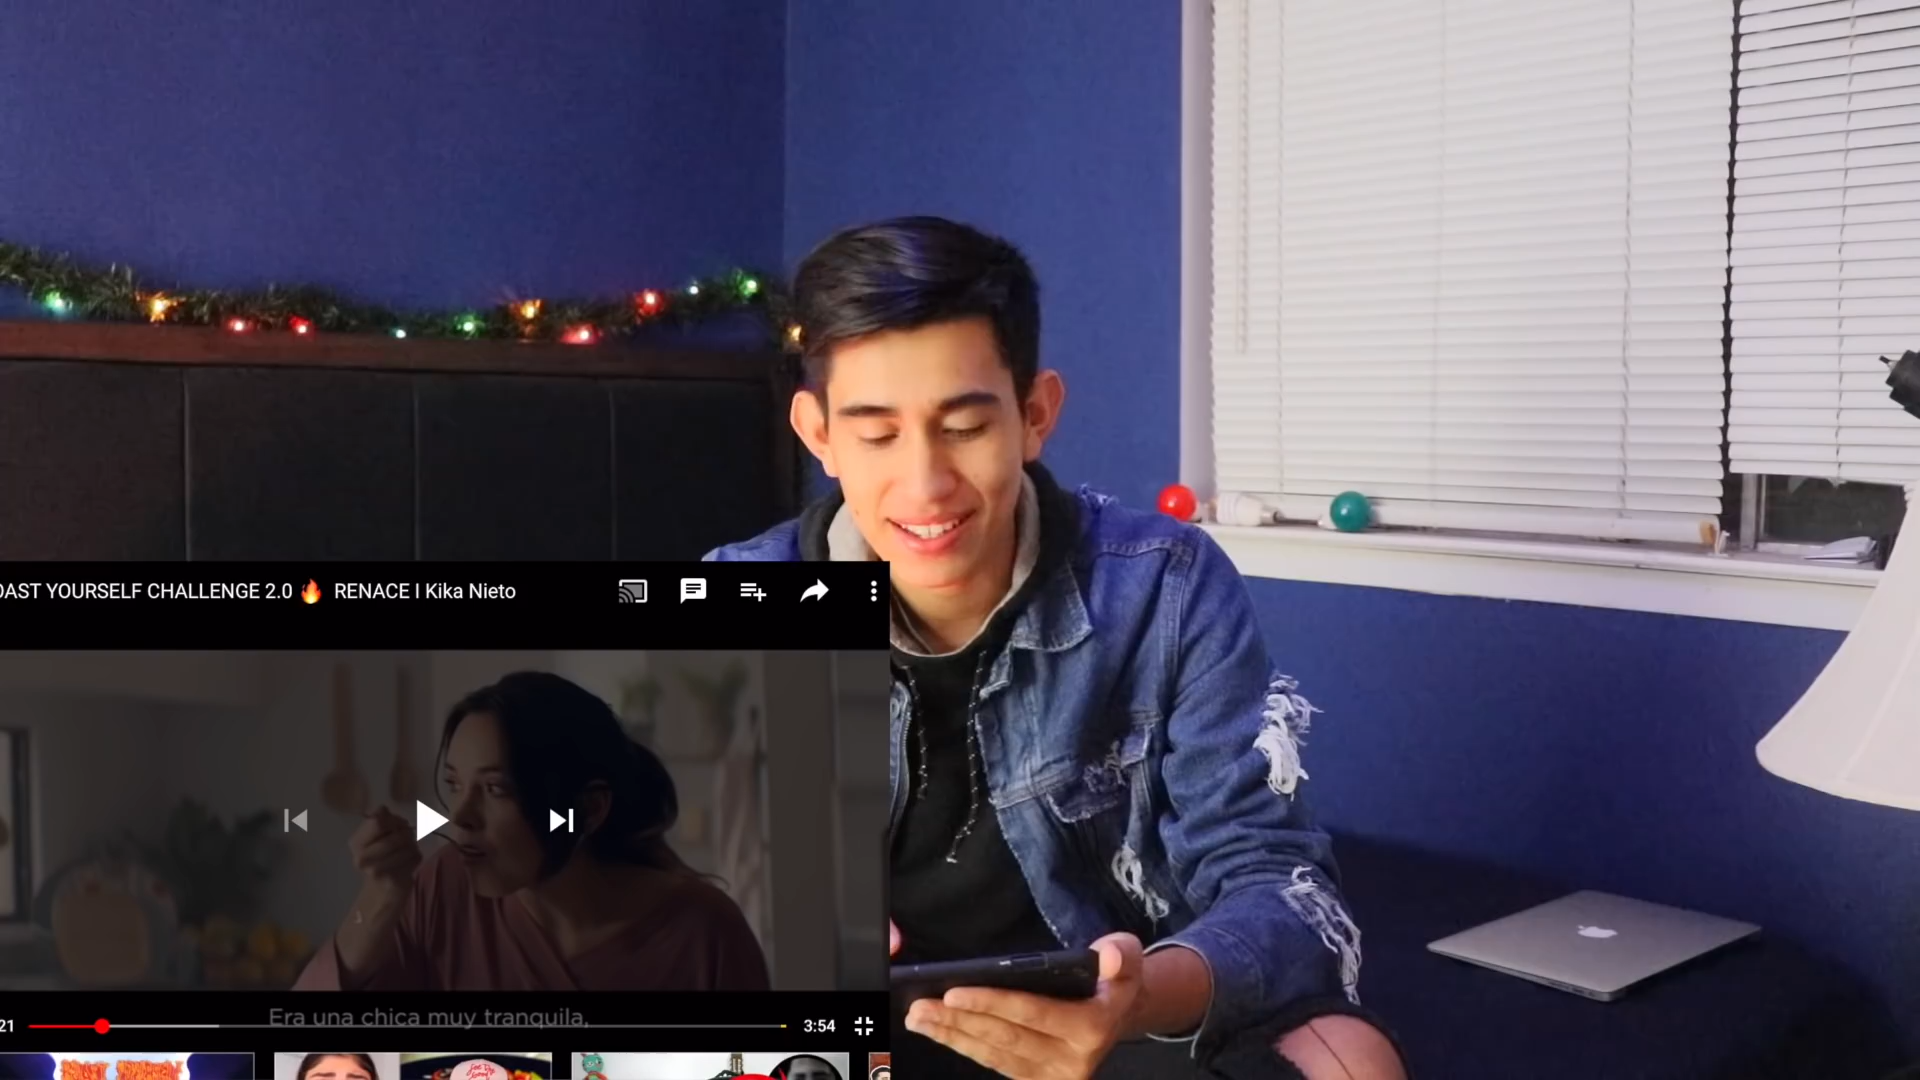 OAST YOURSELF CHALLENGE 2.0 🔥 RENACE I Kika Nieto
Era una chica muy tranquila,
21
3:54